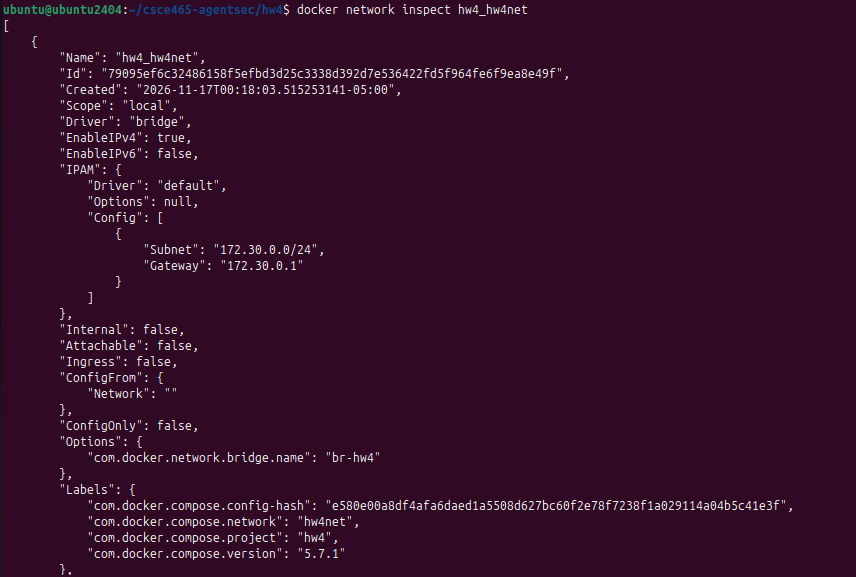 ubuntu@ubuntu2404:~/csce465-agentsec/hw4$ docker network inspect hw4_hw4net
[
    {
        "Name": "hw4_hw4net",
        "Id": "79095ef6c32486158f5efbd3d25c3338d392d7e536422fd5f964fe6f9ea8e49f",
        "Created": "2026-11-17T00:18:03.515253141-05:00",
        "Scope": "local",
        "Driver": "bridge",
        "EnableIPv4": true,
        "EnableIPv6": false,
        "IPAM": {
            "Driver": "default",
            "Options": null,
            "Config": [
                {
                    "Subnet": "172.30.0.0/24",
                    "Gateway": "172.30.0.1"
                }
            ]
        },
        "Internal": false,
        "Attachable": false,
        "Ingress": false,
        "ConfigFrom": {
            "Network": ""
        },
        "ConfigOnly": false,
        "Options": {
            "com.docker.network.bridge.name": "br-hw4"
        },
        "Labels": {
            "com.docker.compose.config-hash": "e580e00a8df4afa6daed1a5508d627bc60f2e78f7238f1a029114a04b5c41e3f",
            "com.docker.compose.network": "hw4net",
            "com.docker.compose.project": "hw4",
            "com.docker.compose.version": "5.7.1"
        },